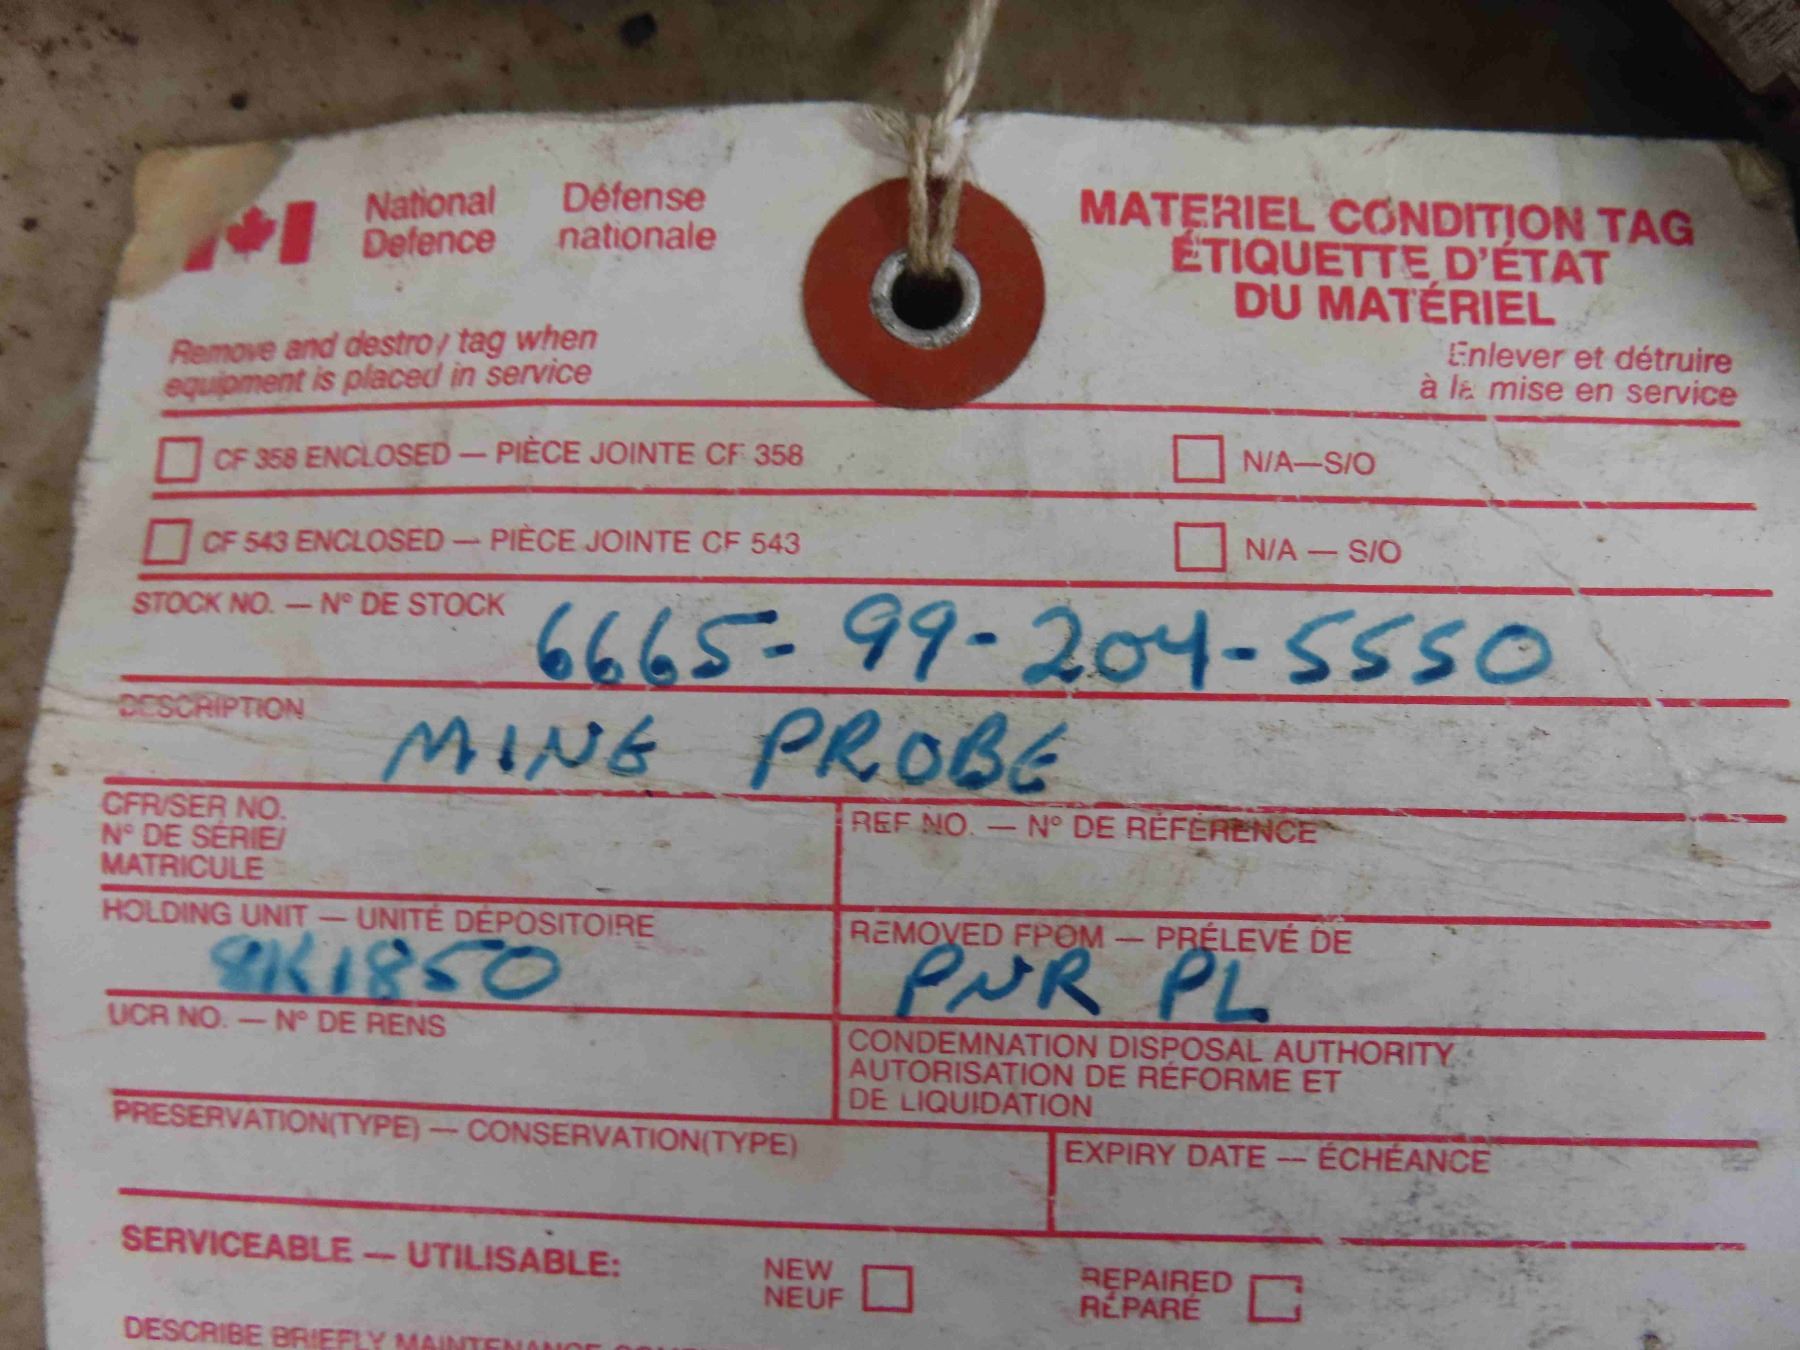 National Defence
Défense nationale
MATERIEL CONDITION TAG
ÉTIQUETTE D'ÉTAT
DU MATÉRIEL
Remove and destroy tag when
equipment is placed in service
Enlever et détruire
à la mise en service
CF 358 ENCLOSED — PIÈCE JOINTE CF 358
N/A—S/O
CF 543 ENCLOSED — PIÈCE JOINTE CF 543
N/A — S/O
STOCK NO. — N° DE STOCK 6665-99-204-5550
DESCRIPTION
MINE PROBE
CFR/SER NO.
N° DE SÉRIE/
MATRICULE
REF NO. — N° DE RÉFÉRENCE
HOLDING UNIT — UNITÉ DÉPOSITOIRE
8K1850
REMOVED FROM — PRÉLEVÉ DE
PNR PL
UCR NO. — N° DE RENS
CONDEMNATION DISPOSAL AUTHORITY
AUTORISATION DE RÉFORME ET
DE LIQUIDATION
PRESERVATION(TYPE) — CONSERVATION(TYPE)
EXPIRY DATE — ÉCHÉANCE
SERVICEABLE — UTILISABLE:
NEW
NEUF
REPAIRED
RÉPARÉ
DESCRIBE BRIEFLY MAINTENANCE